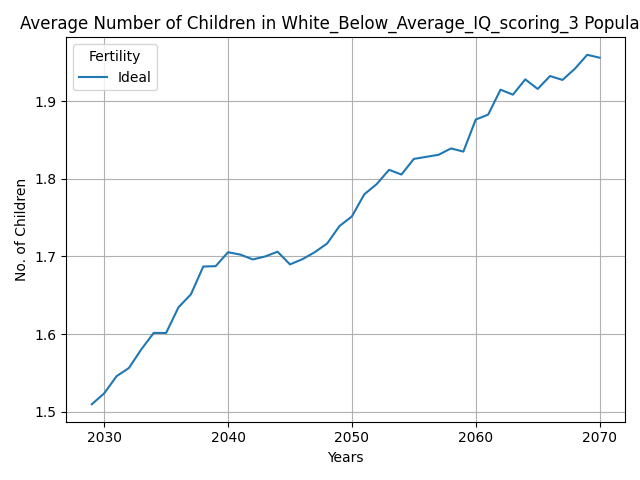 Average Number of Children in White_Below_Average_IQ_scoring_3 Popula
Fertility
Ideal
No. of Children
1.9
1.8
1.7
1.6
1.5
2030 2040 2050 2060 2070
Years